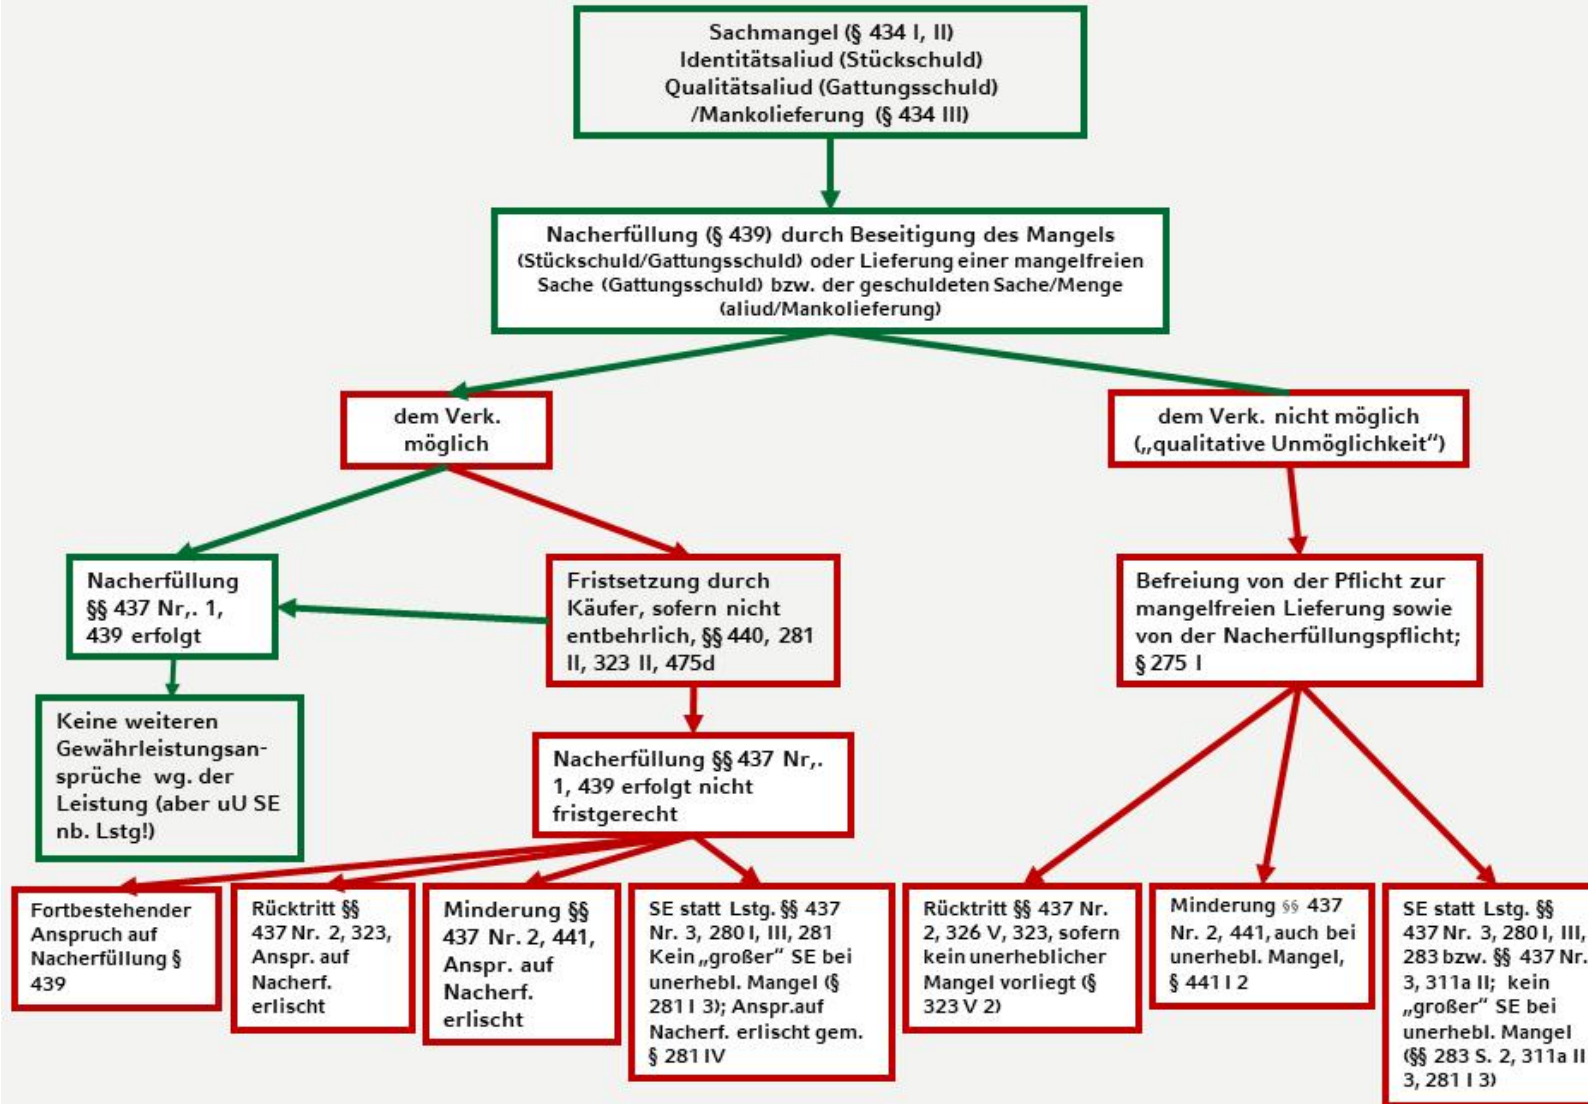 Sachmangel (§ 434 I, II)
Identitätsaliud (Stückschuld)
Qualitätsaliud (Gattungsschuld)
/Mankolieferung (§ 434 III)
Nacherfüllung (§ 439) durch Beseitigung des Mangels
(Stückschuld/Gattungsschuld) oder Lieferung einer mangelfreien
Sache (Gattungsschuld) bzw. der geschuldeten Sache/Menge
(aliud/Mankolieferung)
dem Verk.
möglich
dem Verk. nicht möglich
(„qualitative Unmöglichkeit“)
Nacherfüllung
§§ 437 Nr,. 1,
439 erfolgt
Fristsetzung durch
Käufer, sofern nicht
entbehrlich, §§ 440, 281
II, 323 II, 475d
Befreiung von der Pflicht zur
mangelfreien Lieferung sowie
von der Nacherfüllungspflicht;
§ 275 I
Keine weiteren
Gewährleistungsan-
sprüche wg. der
Leistung (aber uU SE
nb. Lstg!)
Nacherfüllung §§ 437 Nr,.
1, 439 erfolgt nicht
fristgerecht
Fortbestehender
Anspruch auf
Nacherfüllung §
439
Rücktritt §§
437 Nr. 2, 323,
Anspr. auf
Nacherf.
erlischt
Minderung §§
437 Nr. 2, 441,
Anspr. auf
Nacherf.
erlischt
SE statt Lstg. §§ 437
Nr. 3, 280 I, III, 281
Kein „großer“ SE bei
unerhebl. Mangel (§
281 I 3); Anspr.auf
Nacherf. erlischt gem.
§ 281 IV
Rücktritt §§ 437 Nr.
2, 326 V, 323, sofern
kein unerheblicher
Mangel vorliegt (§
323 V 2)
Minderung §§ 437
Nr. 2, 441, auch bei
unerhebl. Mangel,
§ 441 I 2
SE statt Lstg. §§
437 Nr. 3, 280 I, III,
283 bzw. §§ 437 Nr.
3, 311a II; kein
„großer“ SE bei
unerhebl. Mangel
(§§ 283 S. 2, 311a II
3, 281 I 3)